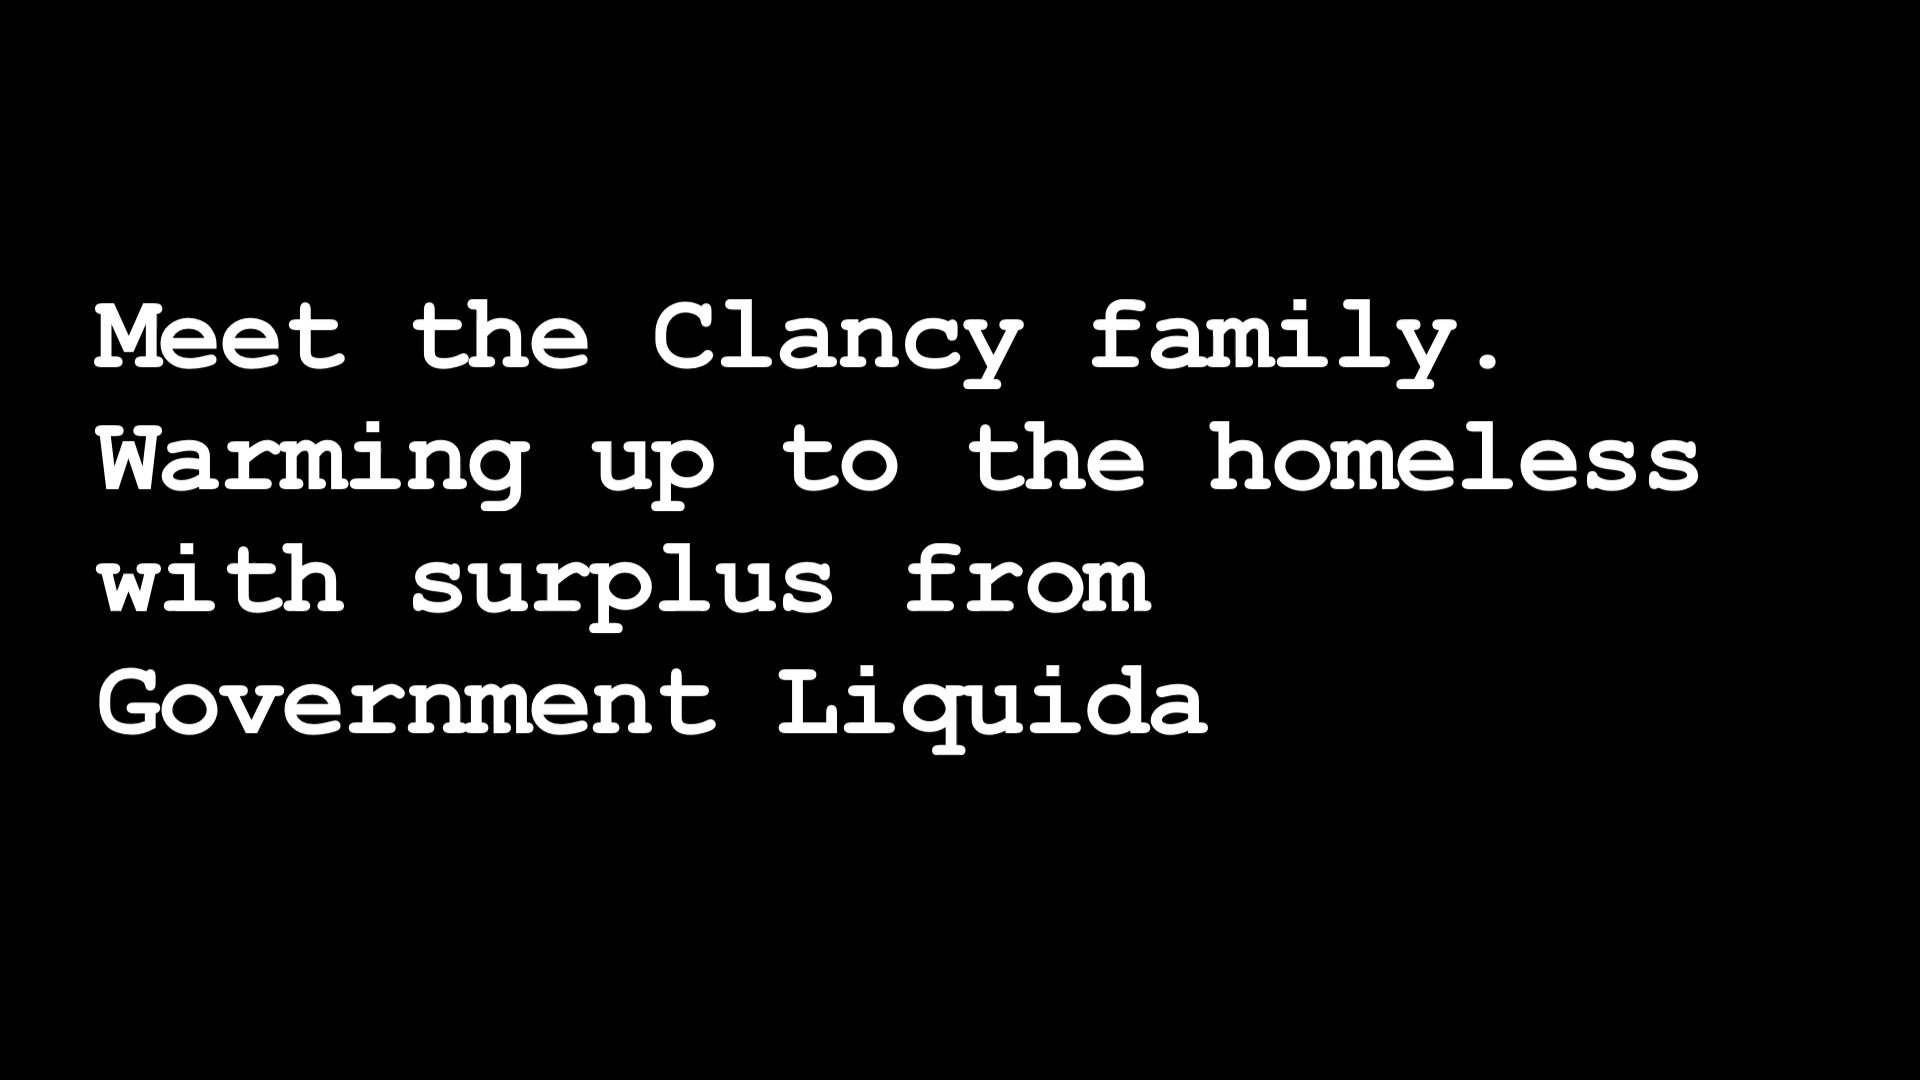 Meet the Clancy family.
Warming up to the homeless
with surplus from
Government Liquida